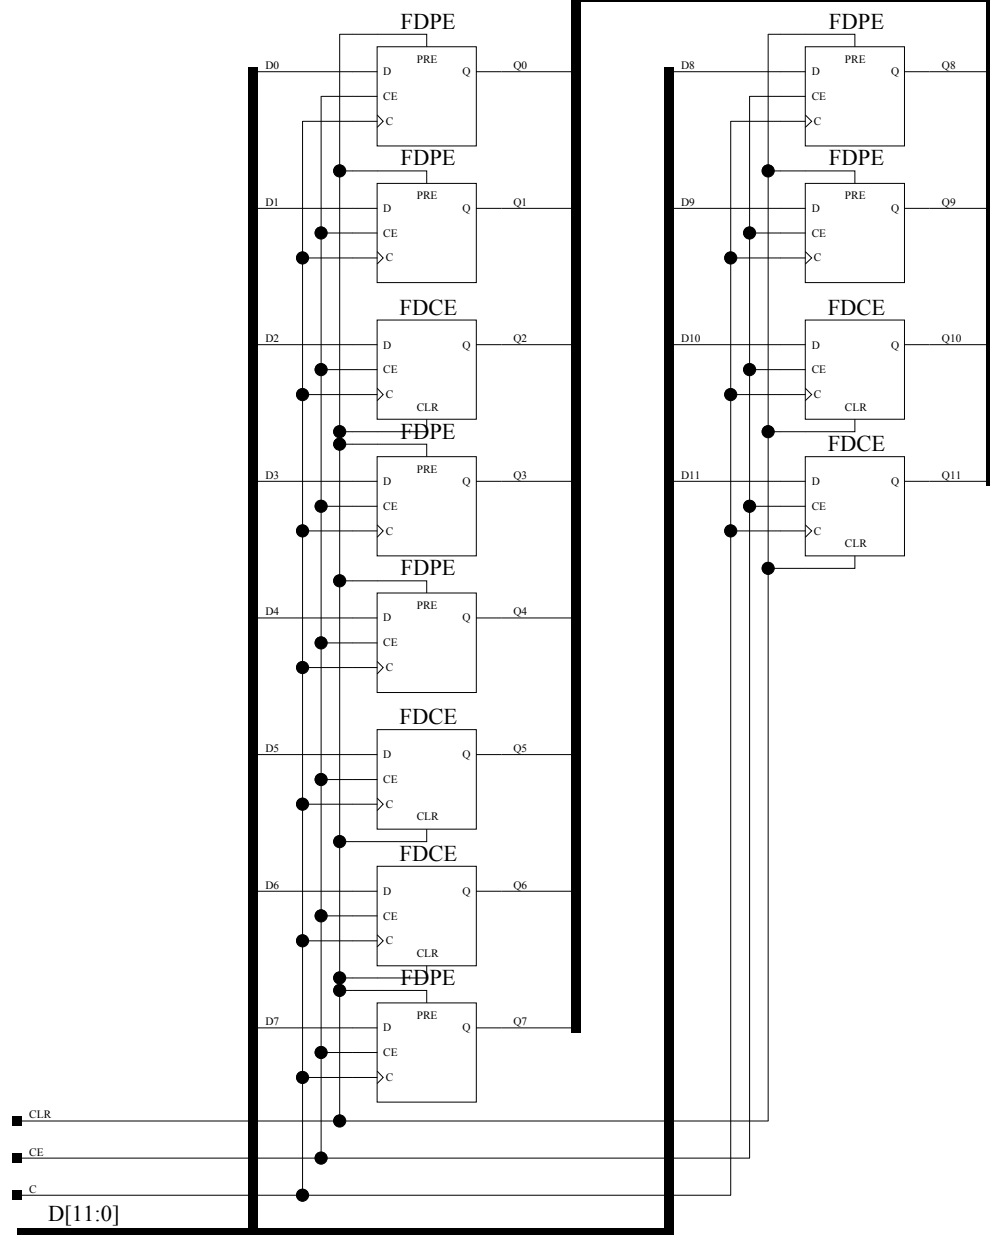 FDPE
PRE
D0 D Q Q0
CE
C
FDPE
PRE
D1 D Q Q1
CE
C
FDCE
D2 D Q Q2
CE
C
CLR
FDPE
PRE
D3 D Q Q3
CE
C
FDPE
PRE
D4 D Q Q4
CE
C
FDCE
D5 D Q Q5
CE
C
CLR
FDCE
D6 D Q Q6
CE
C
CLR
FDPE
PRE
D7 D Q Q7
CE
C
FDPE
PRE
D8 D Q Q8
CE
C
FDPE
PRE
D9 D Q Q9
CE
C
FDCE
D10 D Q Q10
CE
C
CLR
FDCE
D11 D Q Q11
CE
C
CLR
CLR
CE
C
D[11:0]